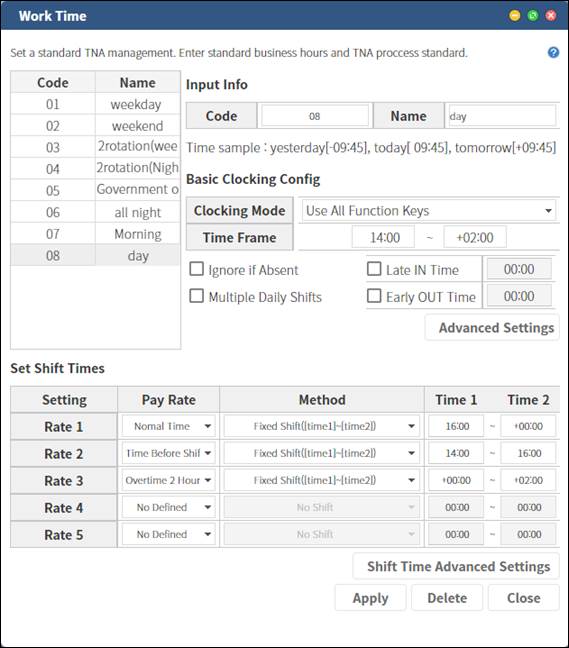 Work Time
Set a standard TNA management. Enter standard business hours and TNA proccess standard.
Code Name
01 weekday
02 weekend
03 2rotation(wee
04 2rotation(Nigh
05 Government o
06 all night
07 Morning
08 day
Input Info
Code 08 Name day
Time sample : yesterday[-09:45], today[ 09:45], tomorrow[+09:45]
Basic Clocking Config
Clocking Mode Use All Function Keys
Time Frame 14:00 ~ +02:00
Ignore if Absent Late IN Time 00:00
Multiple Daily Shifts Early OUT Time 00:00
Advanced Settings
Set Shift Times
Setting Pay Rate Method Time 1 Time 2
Rate 1 Nomal Time Fixed Shift([time1]~[time2]) 16:00 ~ +00:00
Rate 2 Time Before Shif Fixed Shift([time1]~[time2]) 14:00 ~ 16:00
Rate 3 Overtime 2 Hour Fixed Shift([time1]~[time2]) +00:00 ~ +02:00
Rate 4 No Defined No Shift 00:00 ~ 00:00
Rate 5 No Defined No Shift 00:00 ~ 00:00
Shift Time Advanced Settings
Apply Delete Close